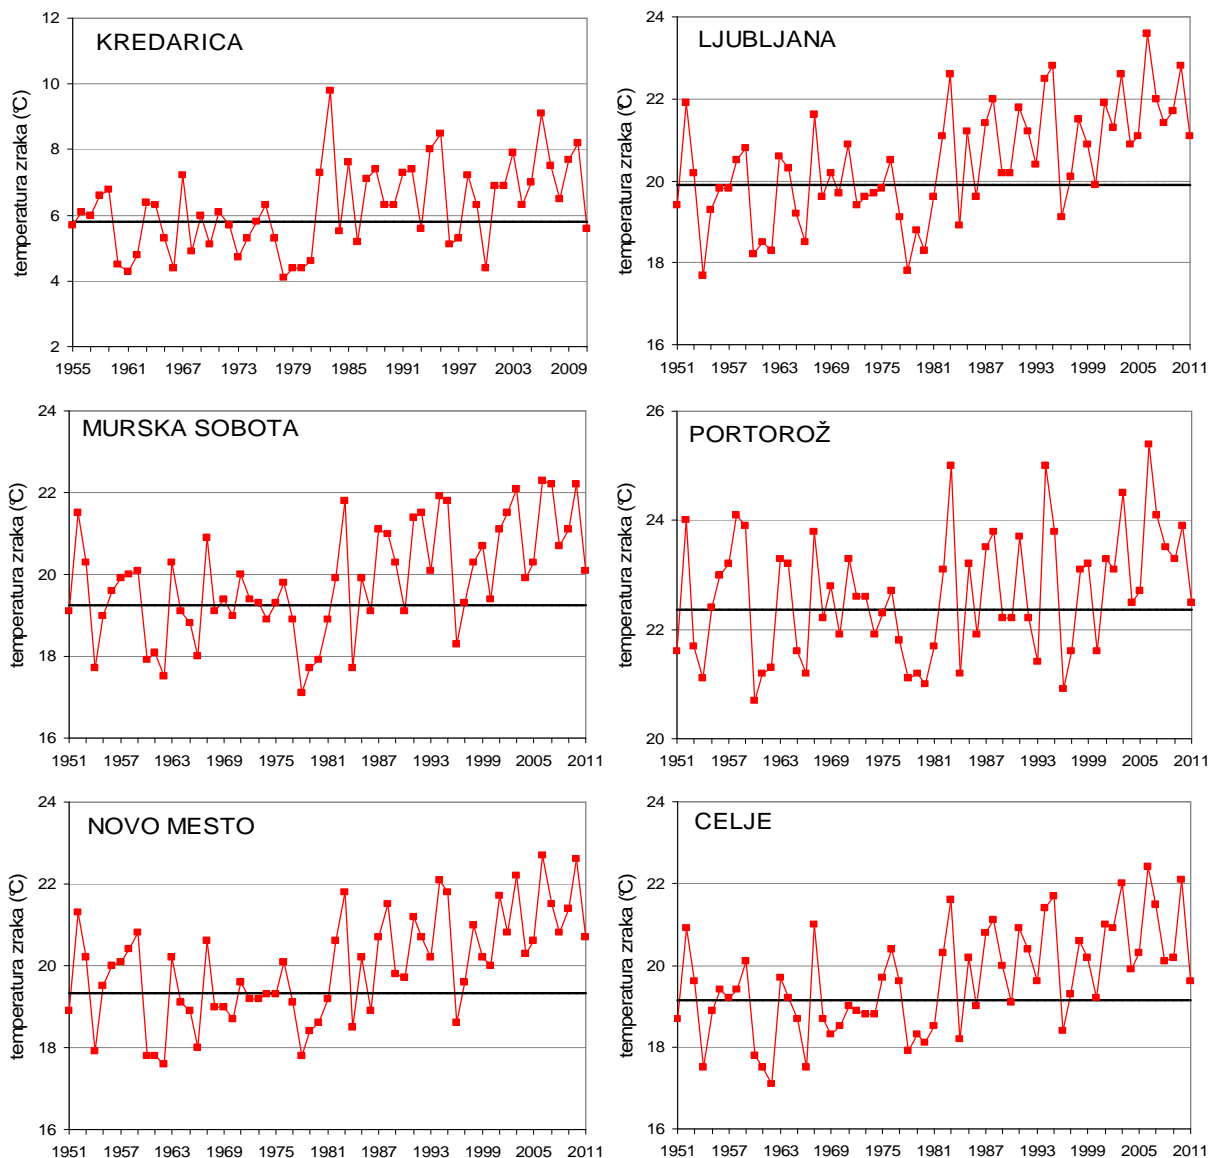 KREDARICA
temperatura zraka (°C)
12
10
8
6
4
2
1955 1961 1967 1973 1979 1985 1991 1997 2003 2009
LJUBLJANA
temperatura zraka (°C)
24
22
20
18
16
1951 1957 1963 1969 1975 1981 1987 1993 1999 2005 2011
MURSKA SOBOTA
temperatura zraka (°C)
24
22
20
18
16
1951 1957 1963 1969 1975 1981 1987 1993 1999 2005 2011
PORTOROŽ
temperatura zraka (°C)
26
24
22
20
1951 1957 1963 1969 1975 1981 1987 1993 1999 2005 2011
NOVO MESTO
temperatura zraka (°C)
24
22
20
18
16
1951 1957 1963 1969 1975 1981 1987 1993 1999 2005 2011
CELJE
temperatura zraka (°C)
24
22
20
18
16
1951 1957 1963 1969 1975 1981 1987 1993 1999 2005 2011